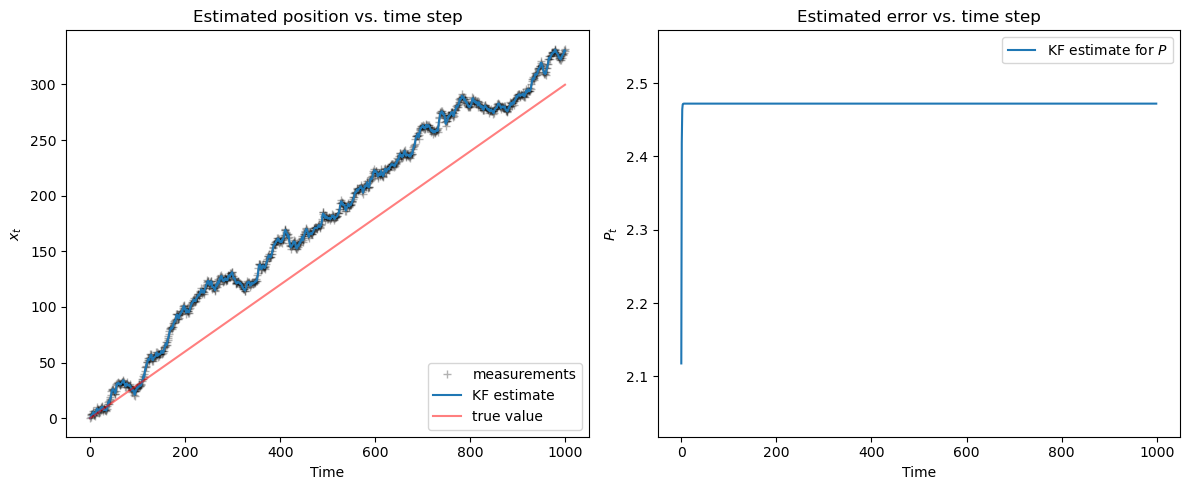 Estimated position vs. time step
300
250
200
150
100
50
0
x_t
measurements
KF estimate
true value
0 200 400 600 800 1000
Time
Estimated error vs. time step
KF estimate for P
2.5
2.4
2.3
2.2
2.1
P_t
0 200 400 600 800 1000
Time